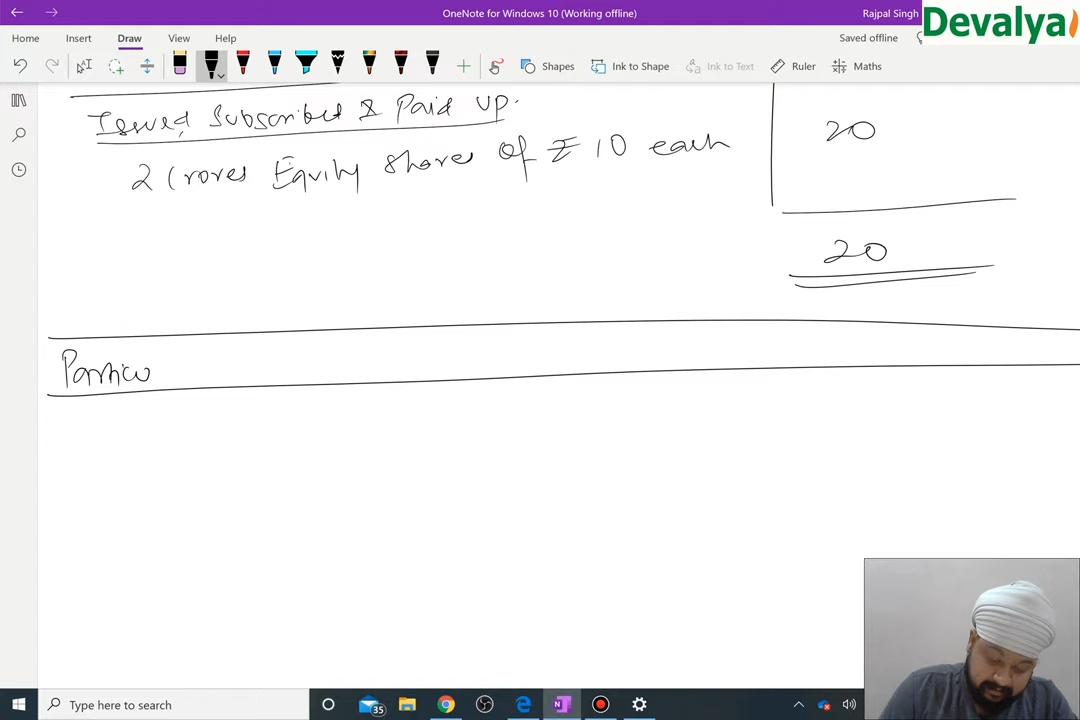 OneNote for Windows 10 (Working offline)
Rajpal Singh
Devalya
Home Insert Draw View Help
Saved offline
Shapes Ink to Shape Ink to Text Ruler Maths
Issued, Subscribed & Paid up.
2 Crores Equity Shares of ₹ 10 each
20
20
Particu
35
Type here to search